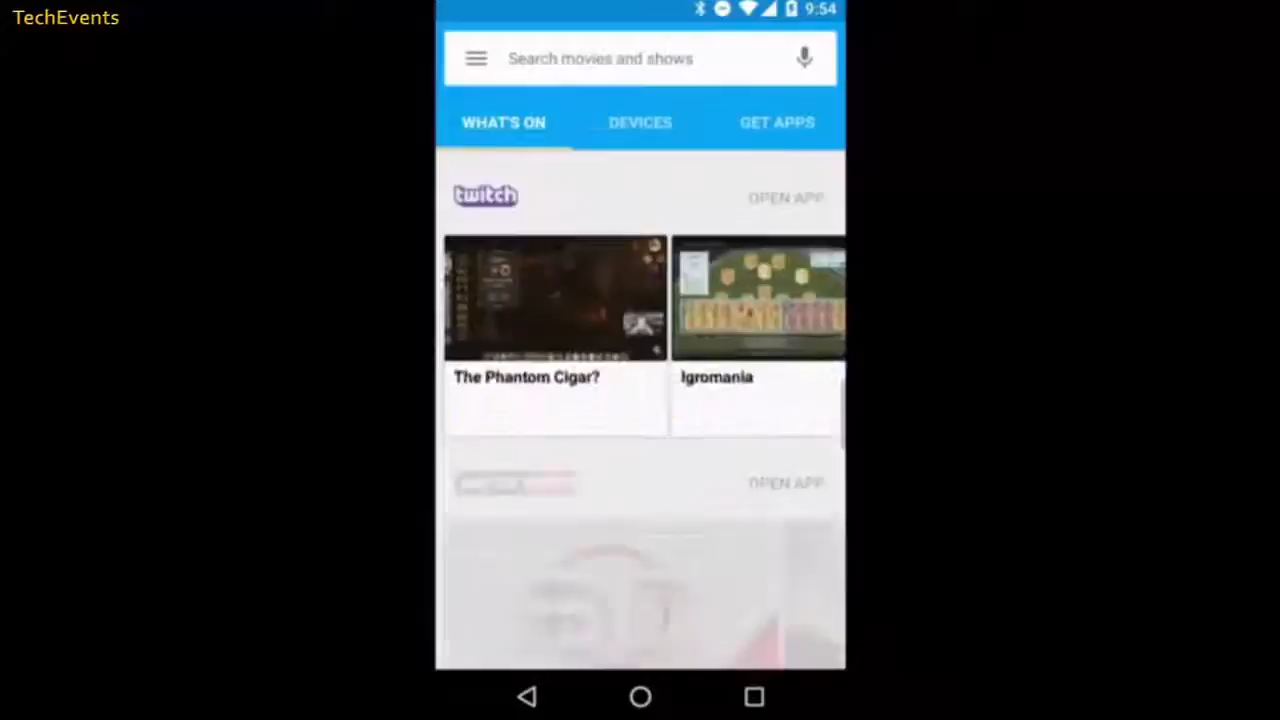 TechEvents
9:54
Search movies and shows
WHAT'S ON
DEVICES
GET APPS
twitch
OPEN APP
The Phantom Cigar?
Igromania
OPEN APP